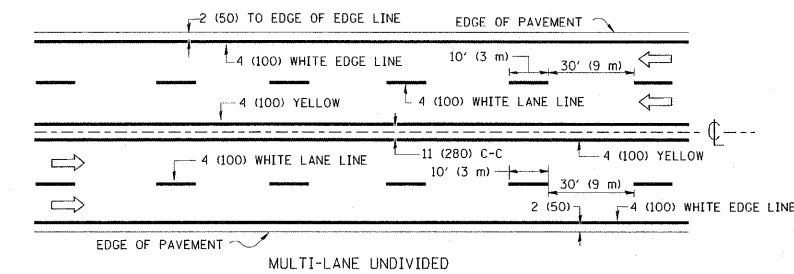 2 (50) TO EDGE OF EDGE LINE
EDGE OF PAVEMENT
4 (100) WHITE EDGE LINE
10' (3 m)
30' (9 m)
4 (100) YELLOW
4 (100) WHITE LANE LINE
℄
4 (100) WHITE LANE LINE
11 (280) C-C
4 (100) YELLOW
10' (3 m)
30' (9 m)
2 (50)
4 (100) WHITE EDGE LINE
EDGE OF PAVEMENT
MULTI-LANE UNDIVIDED